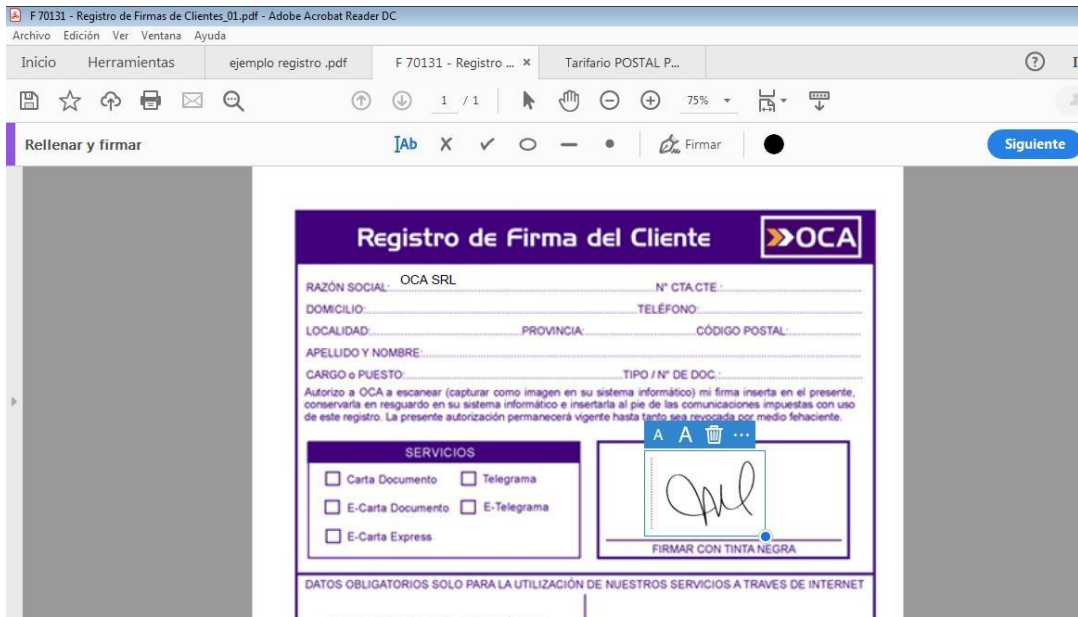 F 70131 - Registro de Firmas de Clientes_01.pdf - Adobe Acrobat Reader DC
Archivo Edición Ver Ventana Ayuda
Inicio Herramientas ejemplo registro .pdf F 70131 - Registro ... × Tarifario POSTAL P...
1 / 1 75%
Rellenar y firmar IAb Firmar Siguiente
Registro de Firma del Cliente OCA
RAZÓN SOCIAL: OCA SRL N° CTA.CTE :
DOMICILIO: TELÉFONO:
LOCALIDAD: PROVINCIA: CÓDIGO POSTAL:
APELLIDO Y NOMBRE:
CARGO o PUESTO: TIPO / N° DE DOC.:
Autorizo a OCA a escanear (capturar como imagen en su sistema informático) mi firma inserta en el presente,
conservarla en resguardo en su sistema informático e insertarla al pie de las comunicaciones impuestas con uso
de este registro. La presente autorización permanecerá vigente hasta tanto sea revocada por medio fehaciente.
A A ...
SERVICIOS
Carta Documento Telegrama
E-Carta Documento E-Telegrama
E-Carta Express
FIRMAR CON TINTA NEGRA
DATOS OBLIGATORIOS SOLO PARA LA UTILIZACIÓN DE NUESTROS SERVICIOS A TRAVES DE INTERNET